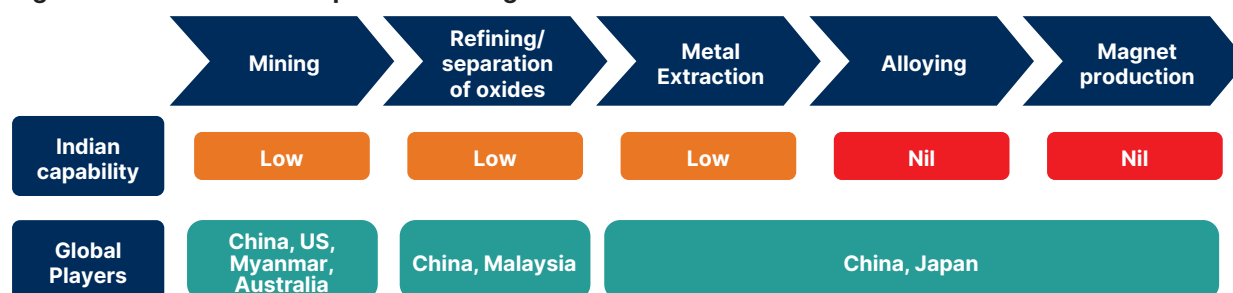 Mining
Refining/
separation
of oxides
Metal
Extraction
Alloying
Magnet
production
Indian
capability
Low
Low
Low
Nil
Nil
Global
Players
China, US,
Myanmar,
Australia
China, Malaysia
China, Japan